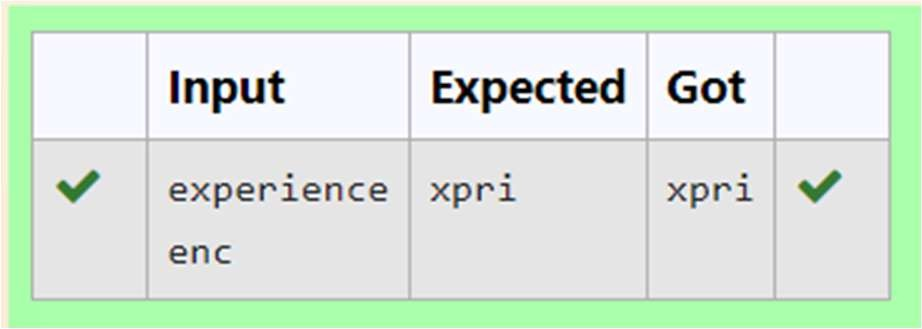 Input Expected Got
experience xpri xpri
enc